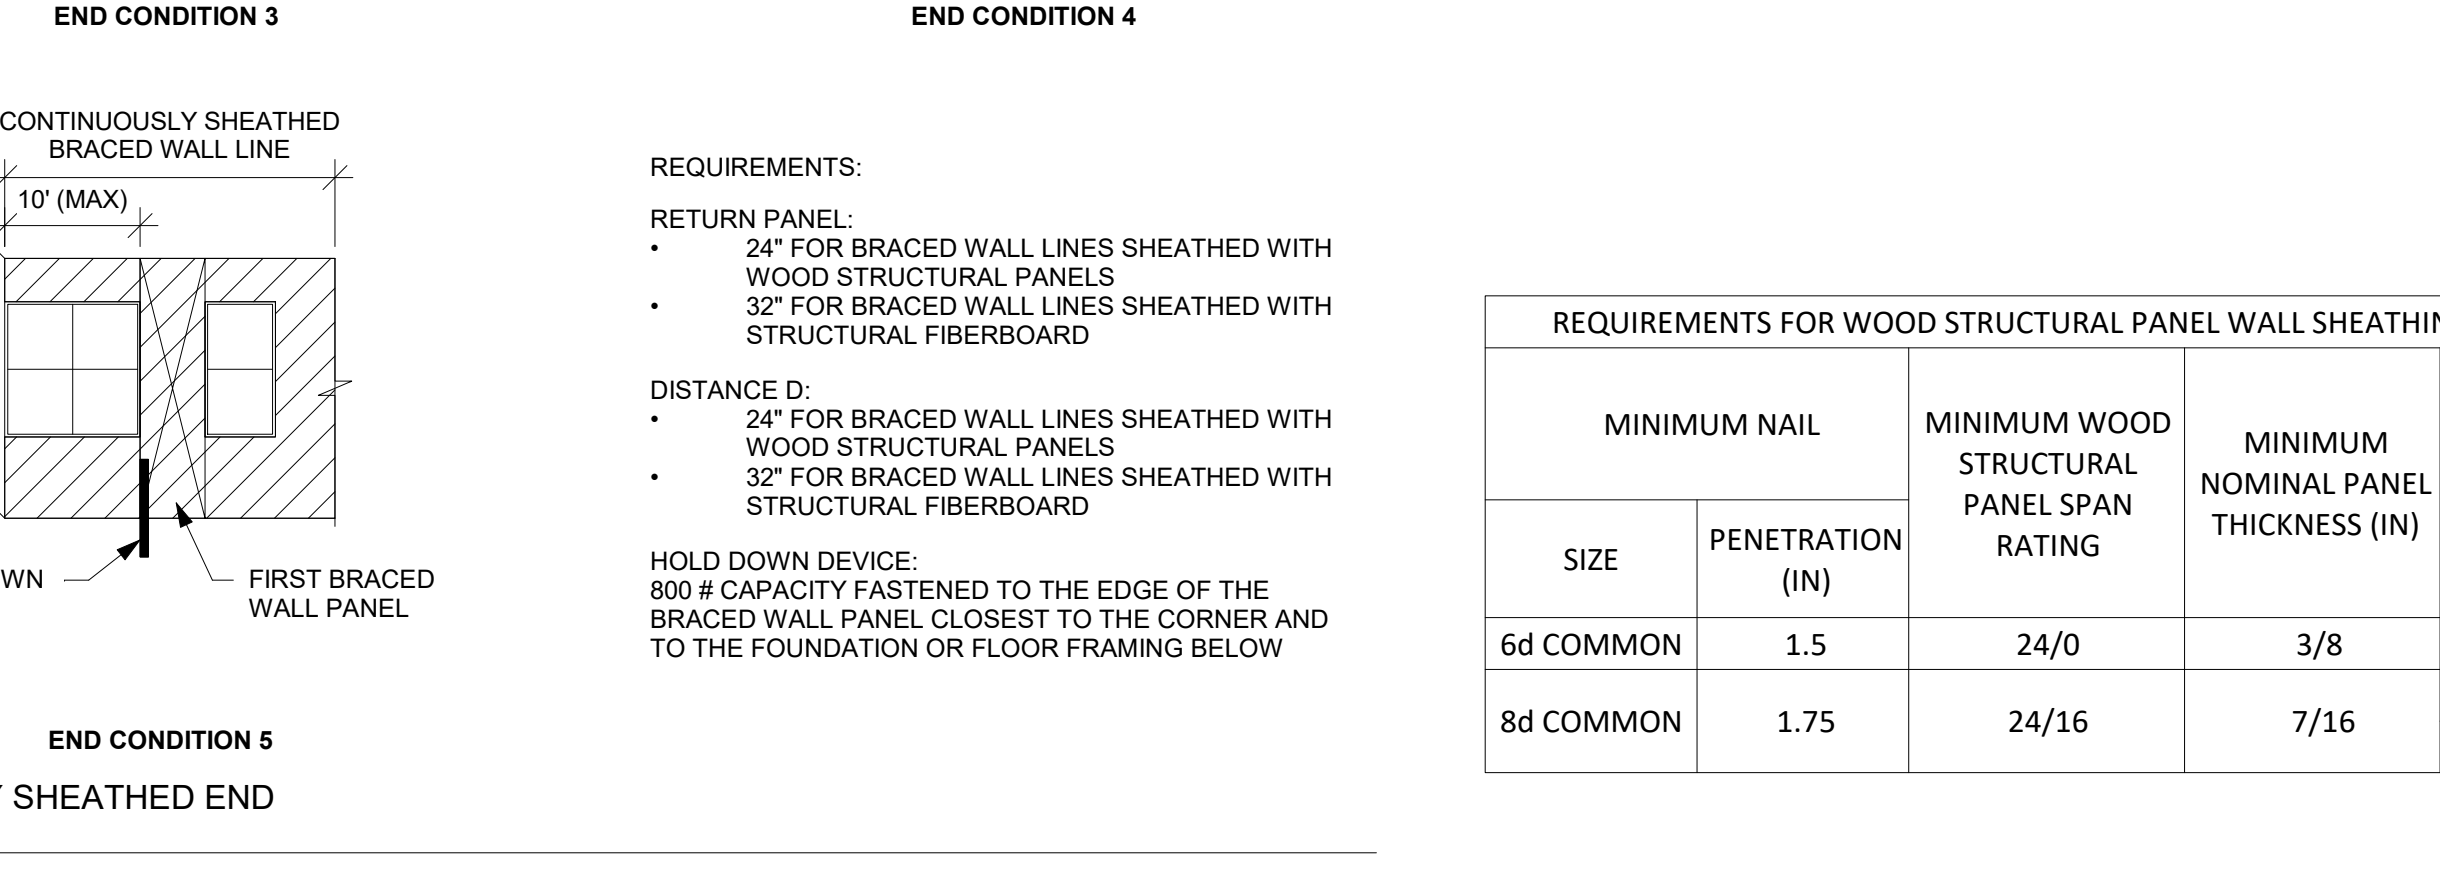 END CONDITION 3
END CONDITION 4
CONTINUOUSLY SHEATHED
BRACED WALL LINE
10' (MAX)
FIRST BRACED
WALL PANEL
END CONDITION 5
SHEATHED END
REQUIREMENTS:
RETURN PANEL:
• 24" FOR BRACED WALL LINES SHEATHED WITH
WOOD STRUCTURAL PANELS
• 32" FOR BRACED WALL LINES SHEATHED WITH
STRUCTURAL FIBERBOARD
DISTANCE D:
• 24" FOR BRACED WALL LINES SHEATHED WITH
WOOD STRUCTURAL PANELS
• 32" FOR BRACED WALL LINES SHEATHED WITH
STRUCTURAL FIBERBOARD
HOLD DOWN DEVICE:
800 # CAPACITY FASTENED TO THE EDGE OF THE
BRACED WALL PANEL CLOSEST TO THE CORNER AND
TO THE FOUNDATION OR FLOOR FRAMING BELOW
REQUIREMENTS FOR WOOD STRUCTURAL PANEL WALL
MINIMUM NAIL
MINIMUM WOOD
STRUCTURAL
PANEL SPAN
RATING
MINIMUM
NOMINAL PANEL
THICKNESS (IN)
SIZE
PENETRATION
(IN)
6d COMMON 1.5 24/0 3/8
8d COMMON 1.75 24/16 7/16